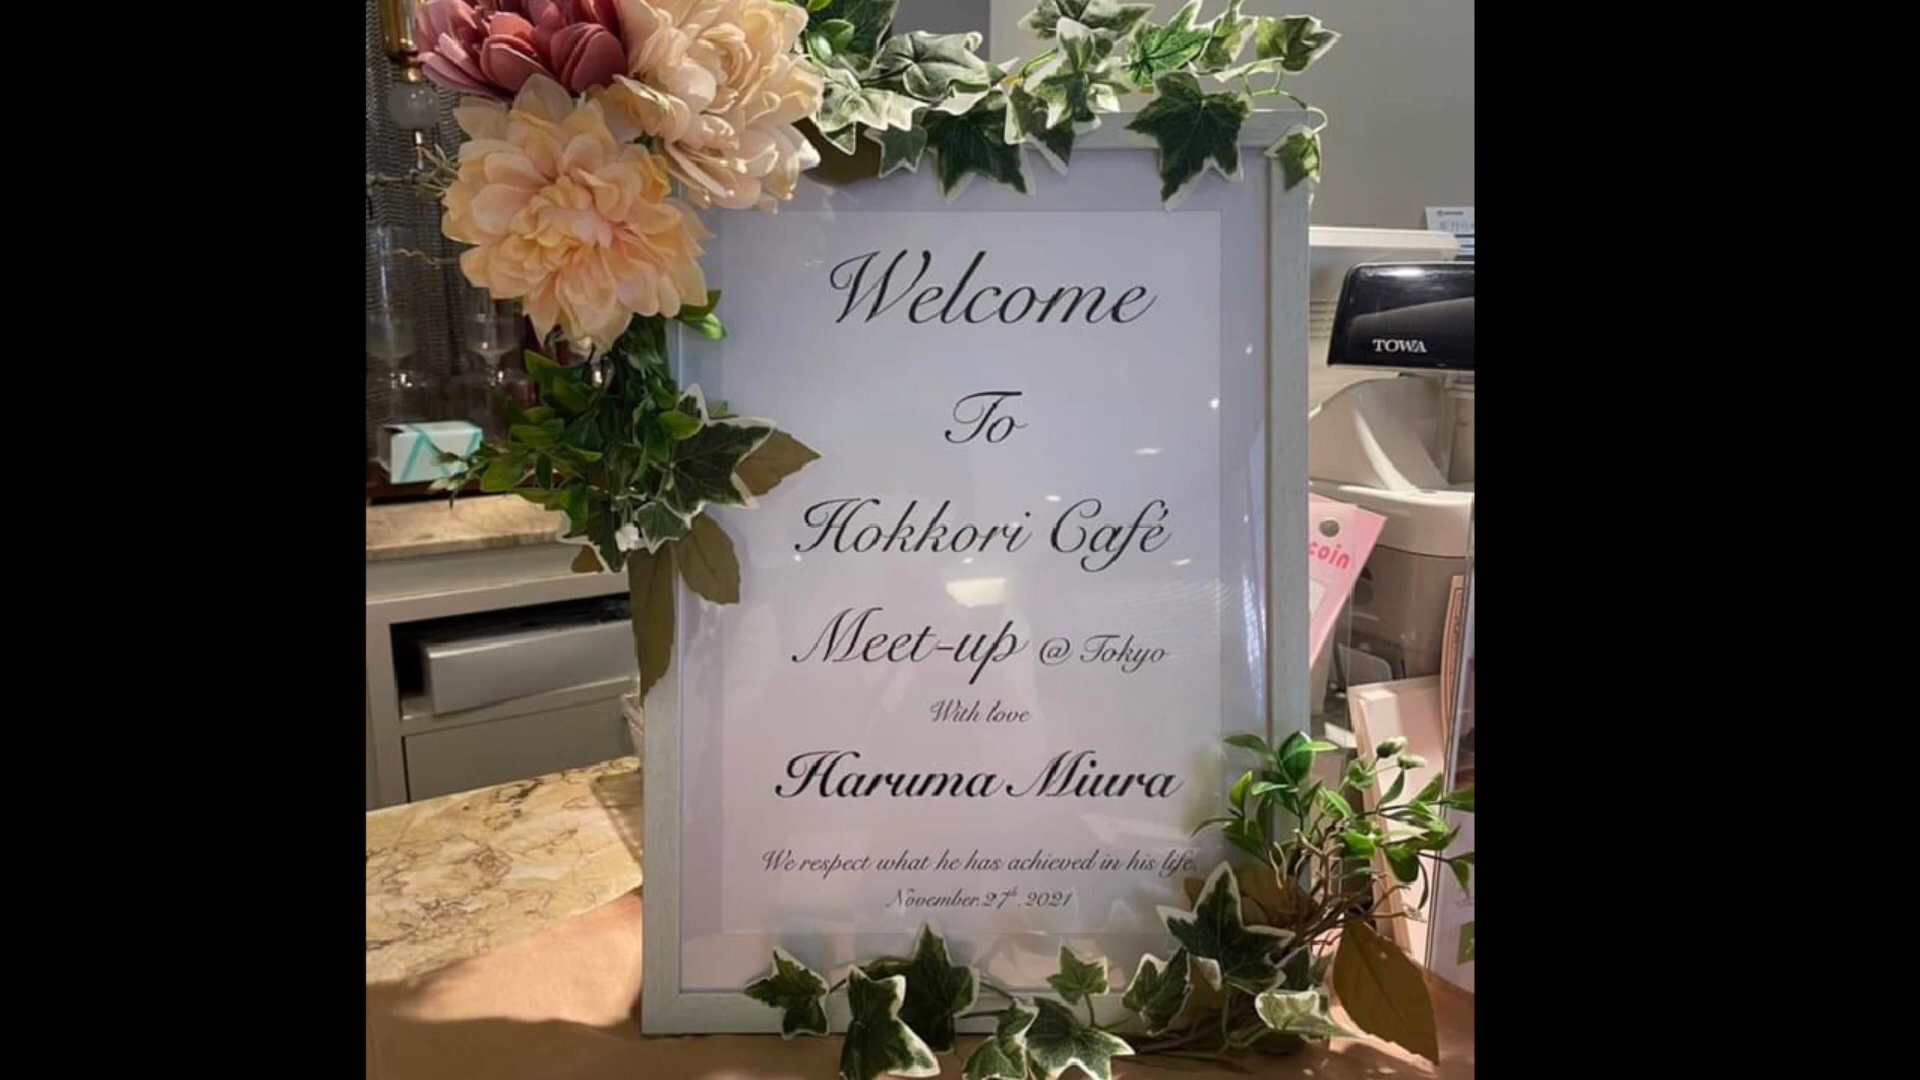 Welcome
To
Hokkori Café
Meet-up @ Tokyo
With love
Haruma Miura
We respect what he has achieved in his life.
November.27th.2021
TOWA
coin